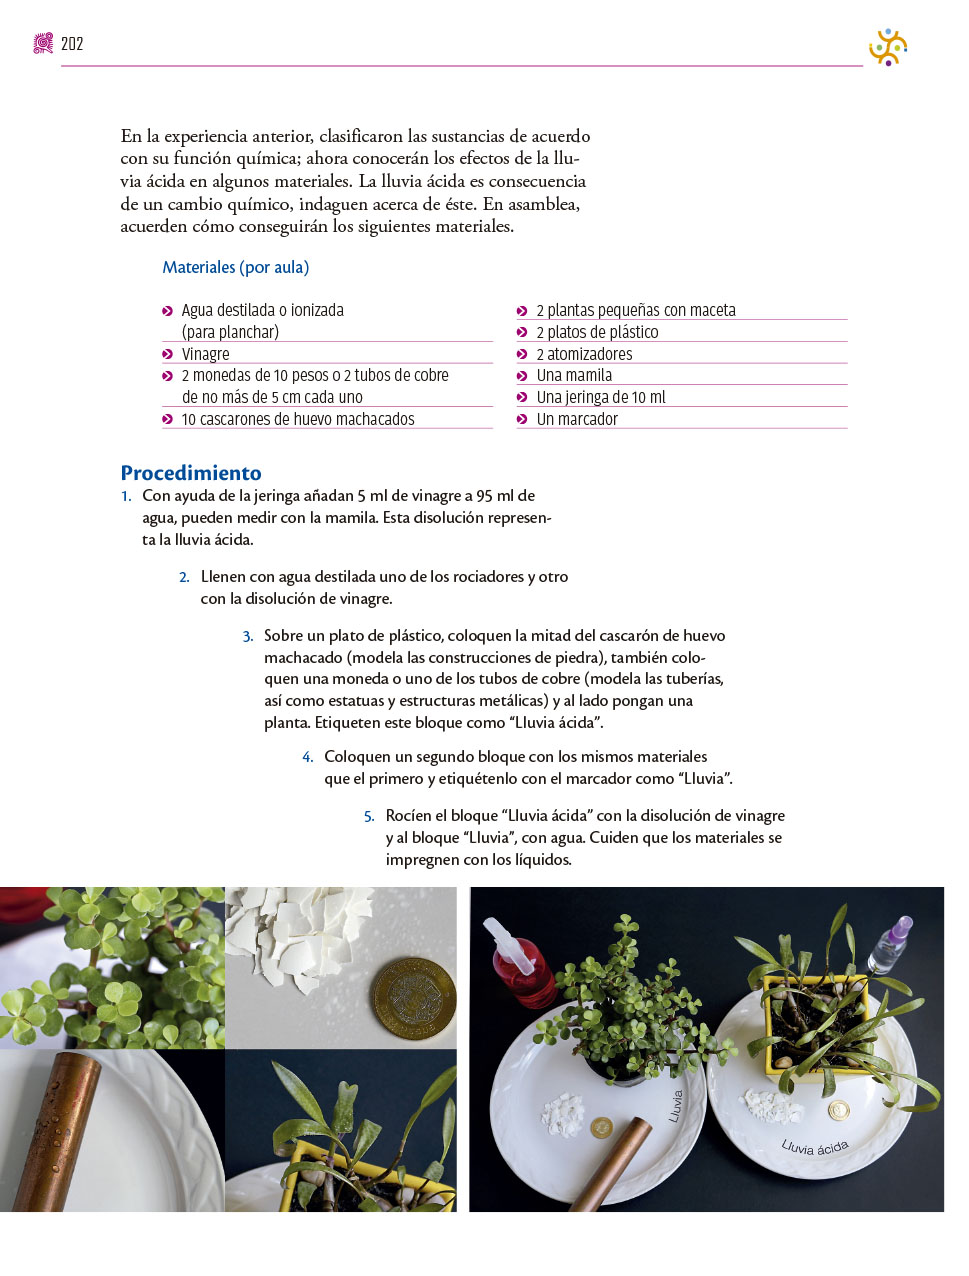 202
En la experiencia anterior, clasificaron las sustancias de acuerdo
con su función química; ahora conocerán los efectos de la llu-
via ácida en algunos materiales. La lluvia ácida es consecuencia
de un cambio químico, indaguen acerca de éste. En asamblea,
acuerden cómo conseguirán los siguientes materiales.
Materiales (por aula)
Agua destilada o ionizada
(para planchar)
Vinagre
2 monedas de 10 pesos o 2 tubos de cobre
de no más de 5 cm cada uno
10 cascarones de huevo machacados
2 plantas pequeñas con maceta
2 platos de plástico
2 atomizadores
Una mamila
Una jeringa de 10 ml
Un marcador
Procedimiento
1. Con ayuda de la jeringa añadan 5 ml de vinagre a 95 ml de
agua, pueden medir con la mamila. Esta disolución represen-
ta la lluvia ácida.
2. Llenen con agua destilada uno de los rociadores y otro
con la disolución de vinagre.
3. Sobre un plato de plástico, coloquen la mitad del cascarón de huevo
machacado (modela las construcciones de piedra), también colo-
quen una moneda o uno de los tubos de cobre (modela las tuberías,
así como estatuas y estructuras metálicas) y al lado pongan una
planta. Etiqueten este bloque como “Lluvia ácida”.
4. Coloquen un segundo bloque con los mismos materiales
que el primero y etiquétenlo con el marcador como “Lluvia”.
5. Rocíen el bloque “Lluvia ácida” con la disolución de vinagre
y al bloque “Lluvia”, con agua. Cuiden que los materiales se
impregnen con los líquidos.
Lluvia
Lluvia ácida